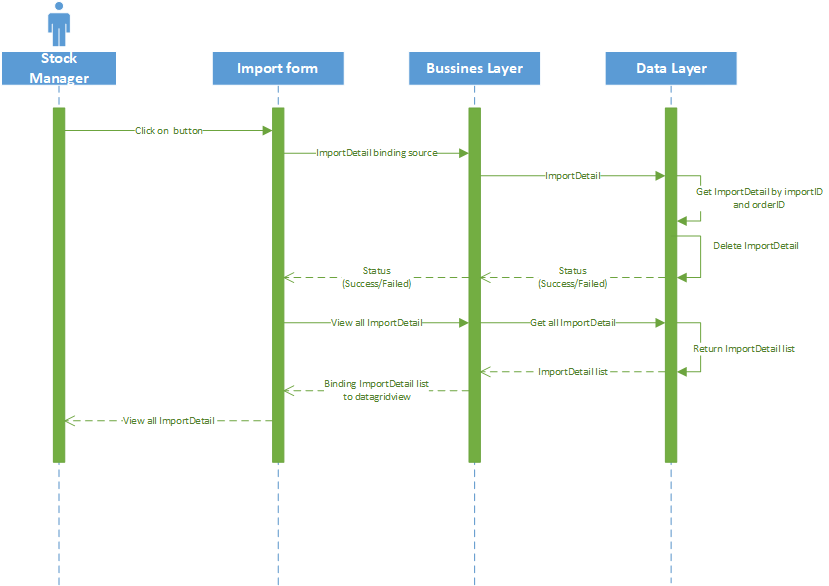 Stock
Manager
Import form
Bussines Layer
Data Layer
Click on button
ImportDetail binding source
ImportDetail
Get ImportDetail by importID
and orderID
Delete ImportDetail
Status
(Success/Failed)
Status
(Success/Failed)
View all ImportDetail
Get all ImportDetail
Return ImportDetail list
ImportDetail list
Binding ImportDetail list
to datagridview
View all ImportDetail